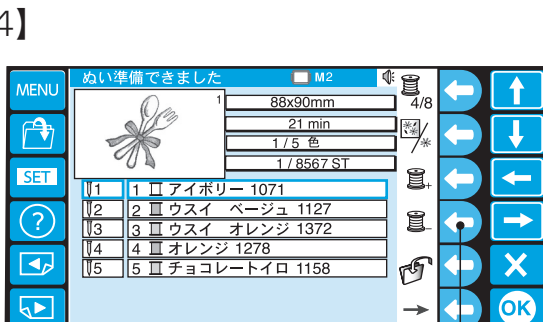 4】
MENU
ぬい準備できました M2
1
88x90mm
4/8
21 min
1/5 色
1/8567 ST
SET
1 1 アイボリー 1071
2 2 ウスイ ベージュ 1127
3 3 ウスイ オレンジ 1372
4 4 オレンジ 1278
5 5 チョコレートイロ 1158
?
+
-
X
OK